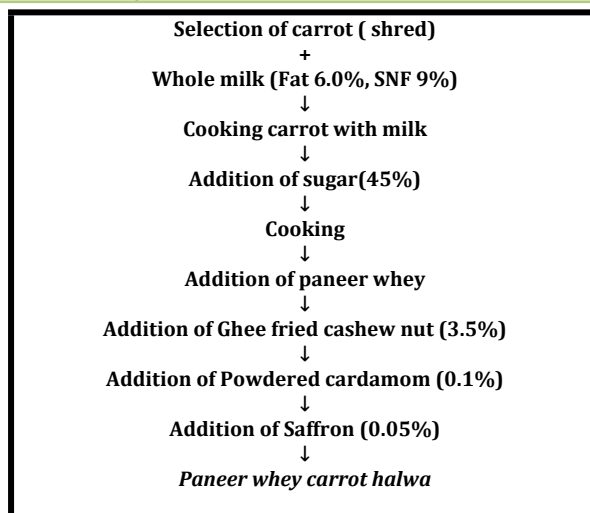 Selection of carrot ( shred)
+
Whole milk (Fat 6.0%, SNF 9%)
↓
Cooking carrot with milk
↓
Addition of sugar(45%)
↓
Cooking
↓
Addition of paneer whey
↓
Addition of Ghee fried cashew nut (3.5%)
↓
Addition of Powdered cardamom (0.1%)
↓
Addition of Saffron (0.05%)
↓
Paneer whey carrot halwa